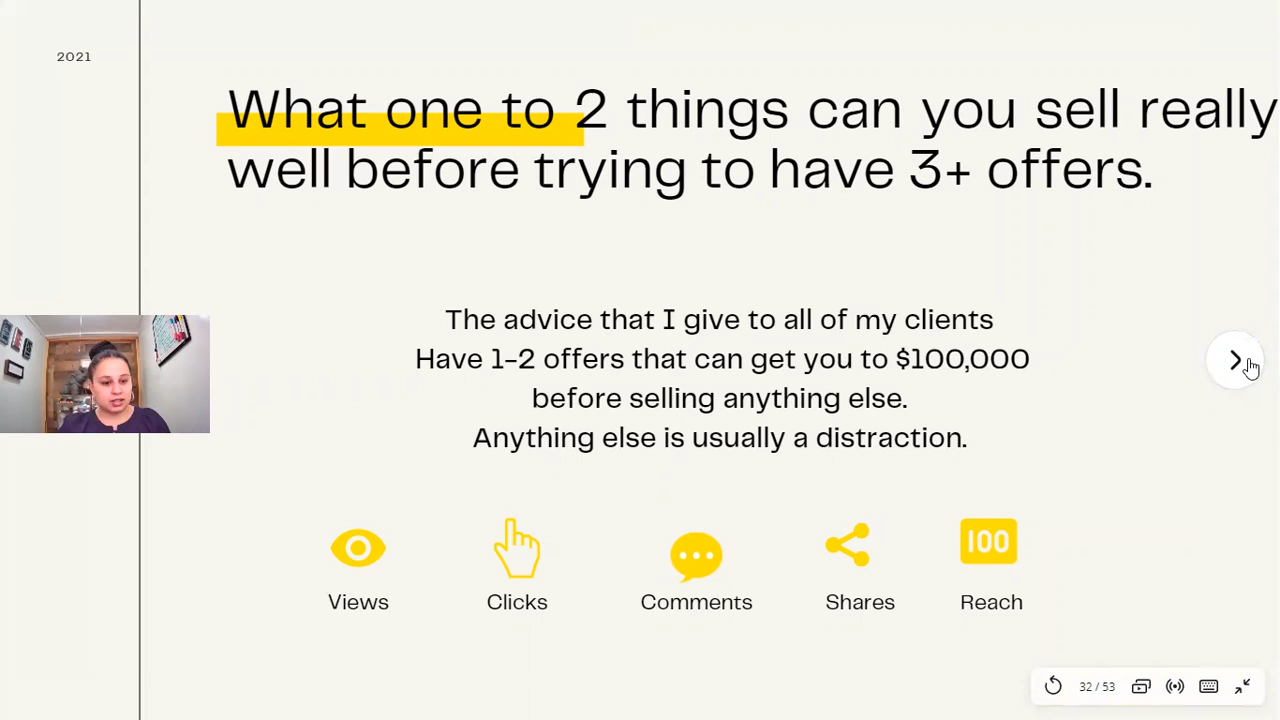 2021
What one to 2 things can you sell really
well before trying to have 3+ offers.
The advice that I give to all of my clients
Have 1-2 offers that can get you to $100,000
before selling anything else.
Anything else is usually a distraction.
100
Views
Clicks
Comments
Shares
Reach
32 / 53